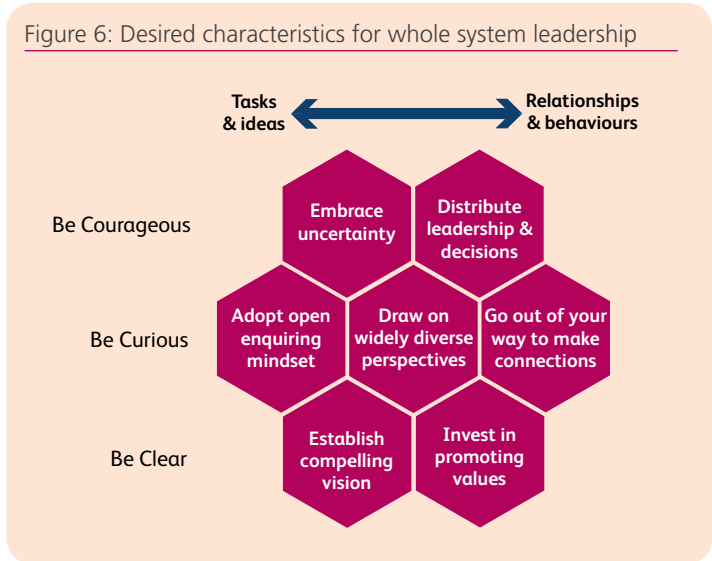 Figure 6: Desired characteristics for whole system leadership
Tasks
& ideas
Relationships
& behaviours
Be Courageous
Embrace
uncertainty
Distribute
leadership &
decisions
Be Curious
Adopt open
enquiring
mindset
Draw on
widely diverse
perspectives
Go out of your
way to make
connections
Be Clear
Establish
compelling
vision
Invest in
promoting
values